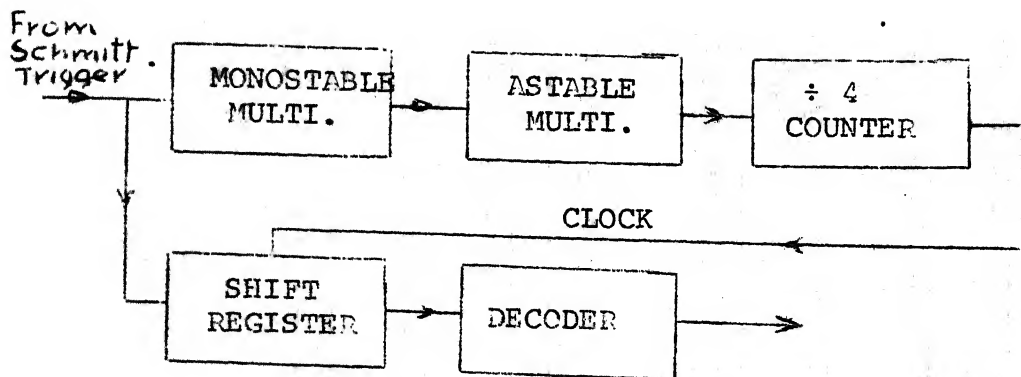 From
Schmitt.
Trigger
MONOSTABLE
MULTI.
ASTABLE
MULTI.
÷ 4
COUNTER
CLOCK
SHIFT
REGISTER
DECODER